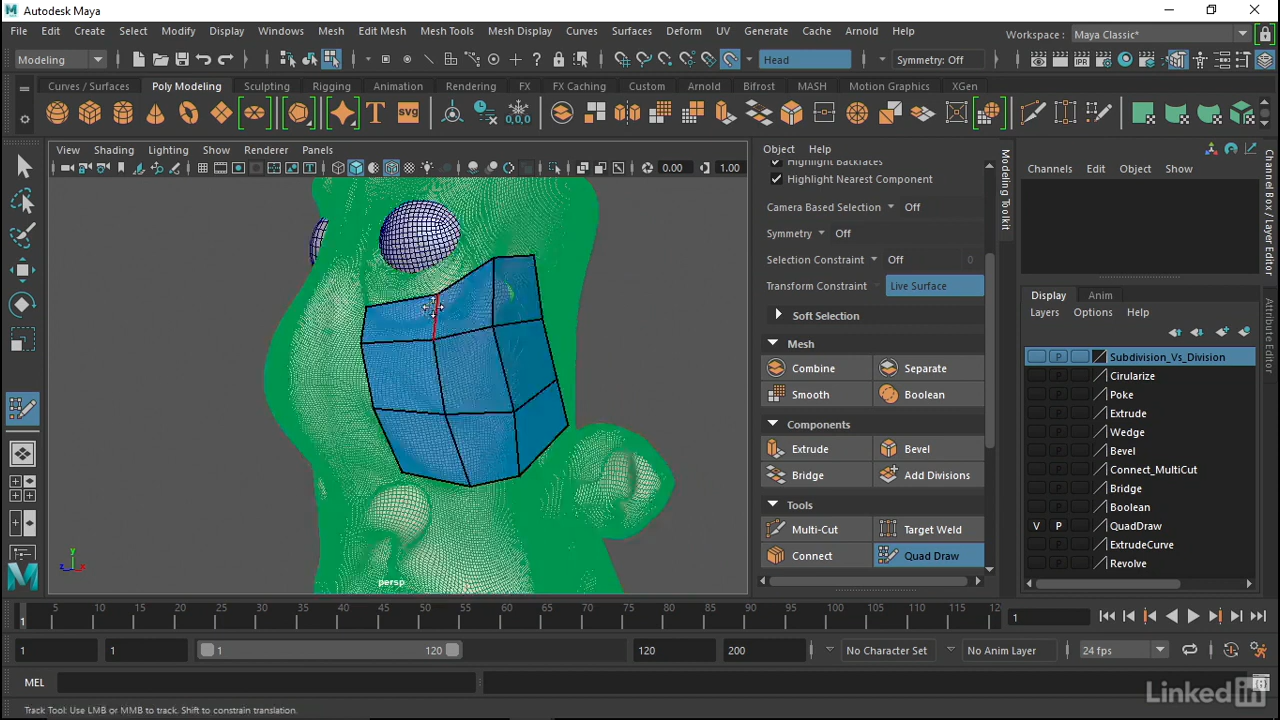 Autodesk Maya
File Edit Create Select Modify Display Windows Mesh Edit Mesh Mesh Tools Mesh Display Curves Surfaces Deform UV Generate Cache Arnold Help
Workspace : Maya Classic*
Modeling Head Symmetry: Off
Curves / Surfaces Poly Modeling Sculpting Rigging Animation Rendering FX FX Caching Custom Arnold Bifrost MASH Motion Graphics XGen
T svg 0,0,0
View Shading Lighting Show Renderer Panels
0.00 1.00
persp
Object Help
Highlight Backfaces
Highlight Nearest Component
Camera Based Selection Off
Symmetry Off
Selection Constraint Off 0
Transform Constraint Live Surface
Soft Selection
Mesh
Combine Separate
Smooth Boolean
Components
Extrude Bevel
Bridge Add Divisions
Tools
Multi-Cut Target Weld
Connect Quad Draw
Modeling Toolkit
Channels Edit Object Show
Display Anim
Layers Options Help
Subdivision_Vs_Division
P Cirularize
P Poke
P Extrude
P Wedge
P Bevel
P Connect_MultiCut
P Bridge
P Boolean
V P QuadDraw
P ExtrudeCurve
P Revolve
Channel Box / Layer Editor
Attribute Editor
1 5 10 15 20 25 30 35 40 45 50 55 60 65 70 75 80 85 90 95 100 105 110 115 120
1
1 1 1 120 120 200 No Character Set No Anim Layer 24 fps
MEL
Track Tool: Use LMB or MMB to track. Shift to constrain translation.
Linked in